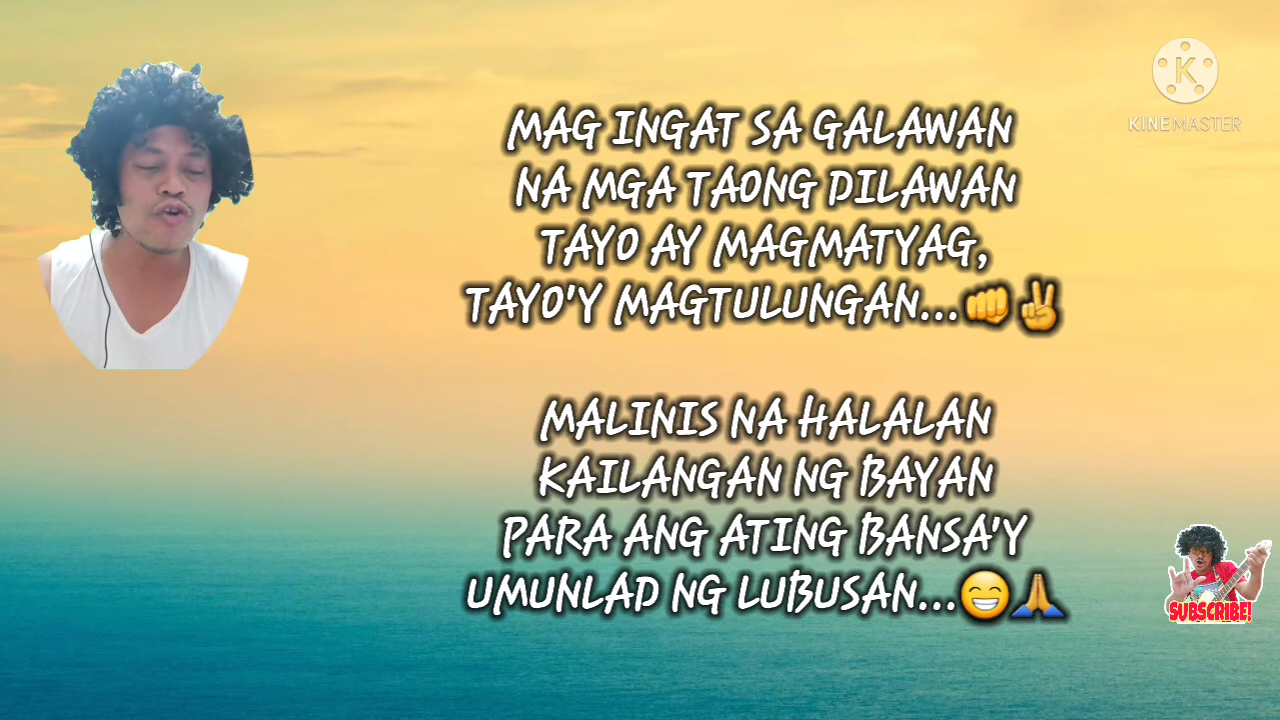 KINEMASTER
MAG INGAT SA GALAWAN
NA MGA TAONG DILAWAN
TAYO AY MAGMATYAG,
TAYO'Y MAGTULUNGAN...👊✌
MALINIS NA HALALAN
KAILANGAN NG BAYAN
PARA ANG ATING BANSA'Y
UMUNLAD NG LUBUSAN...😁🙏
SUBSCRIBE!